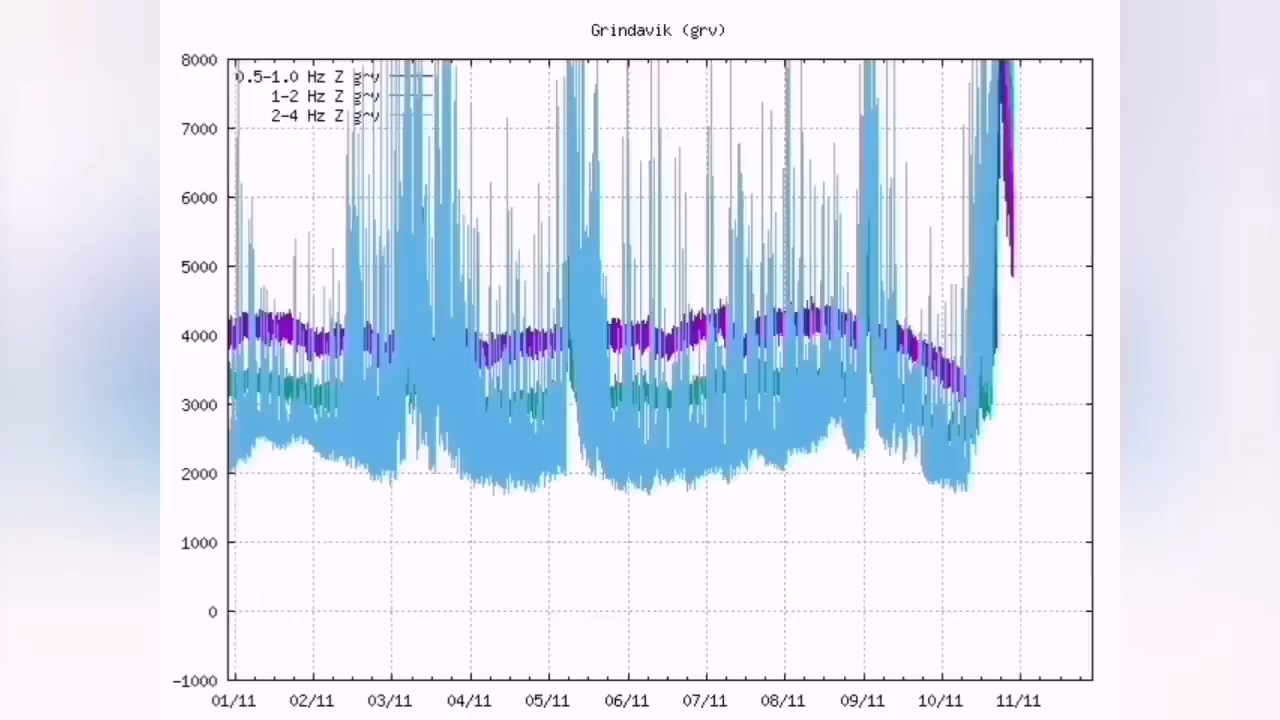 Grindavik (grv)
8000
0.5-1.0 Hz Z grv
1-2 Hz Z grv
2-4 Hz Z grv
7000
6000
5000
4000
3000
2000
1000
0
-1000
01/11 02/11 03/11 04/11 05/11 06/11 07/11 08/11 09/11 10/11 11/11